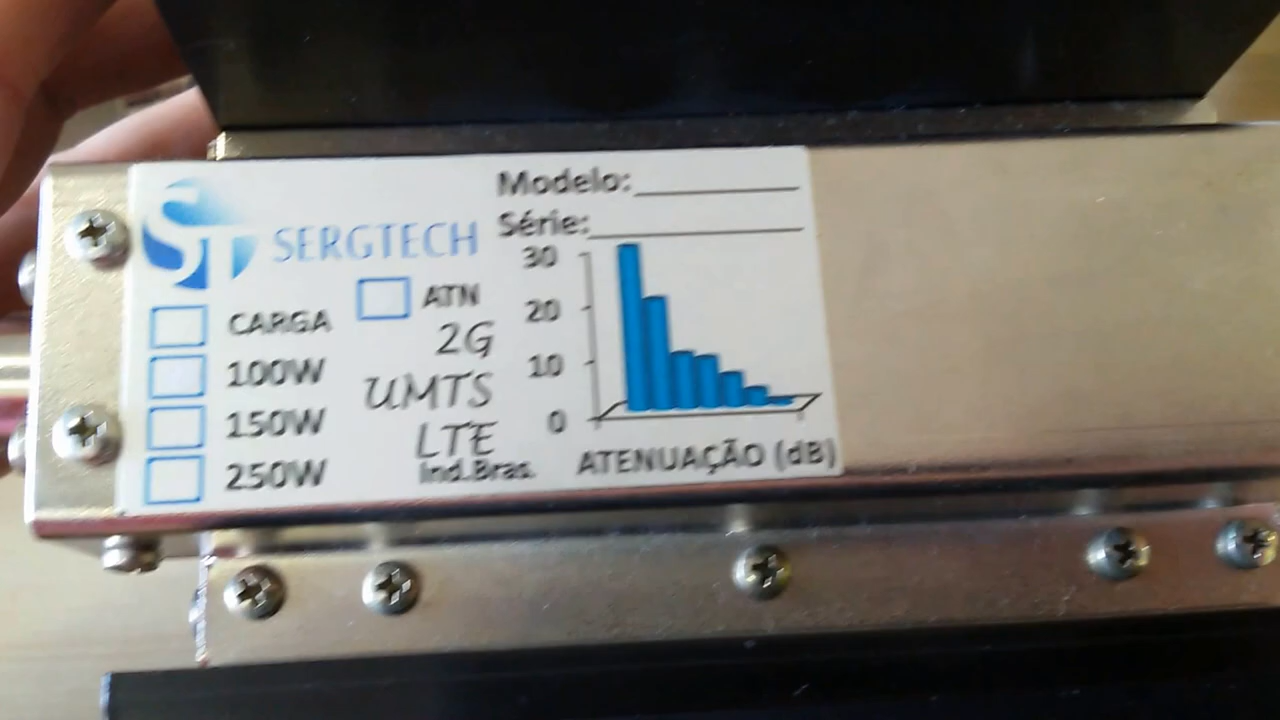 ST SERGTECH
Modelo:
Série:
ATN
CARGA
100W
150W
250W
2G
UMTS
LTE
Ind.Bras.
30
20
10
0
ATENUAÇÃO (dB)